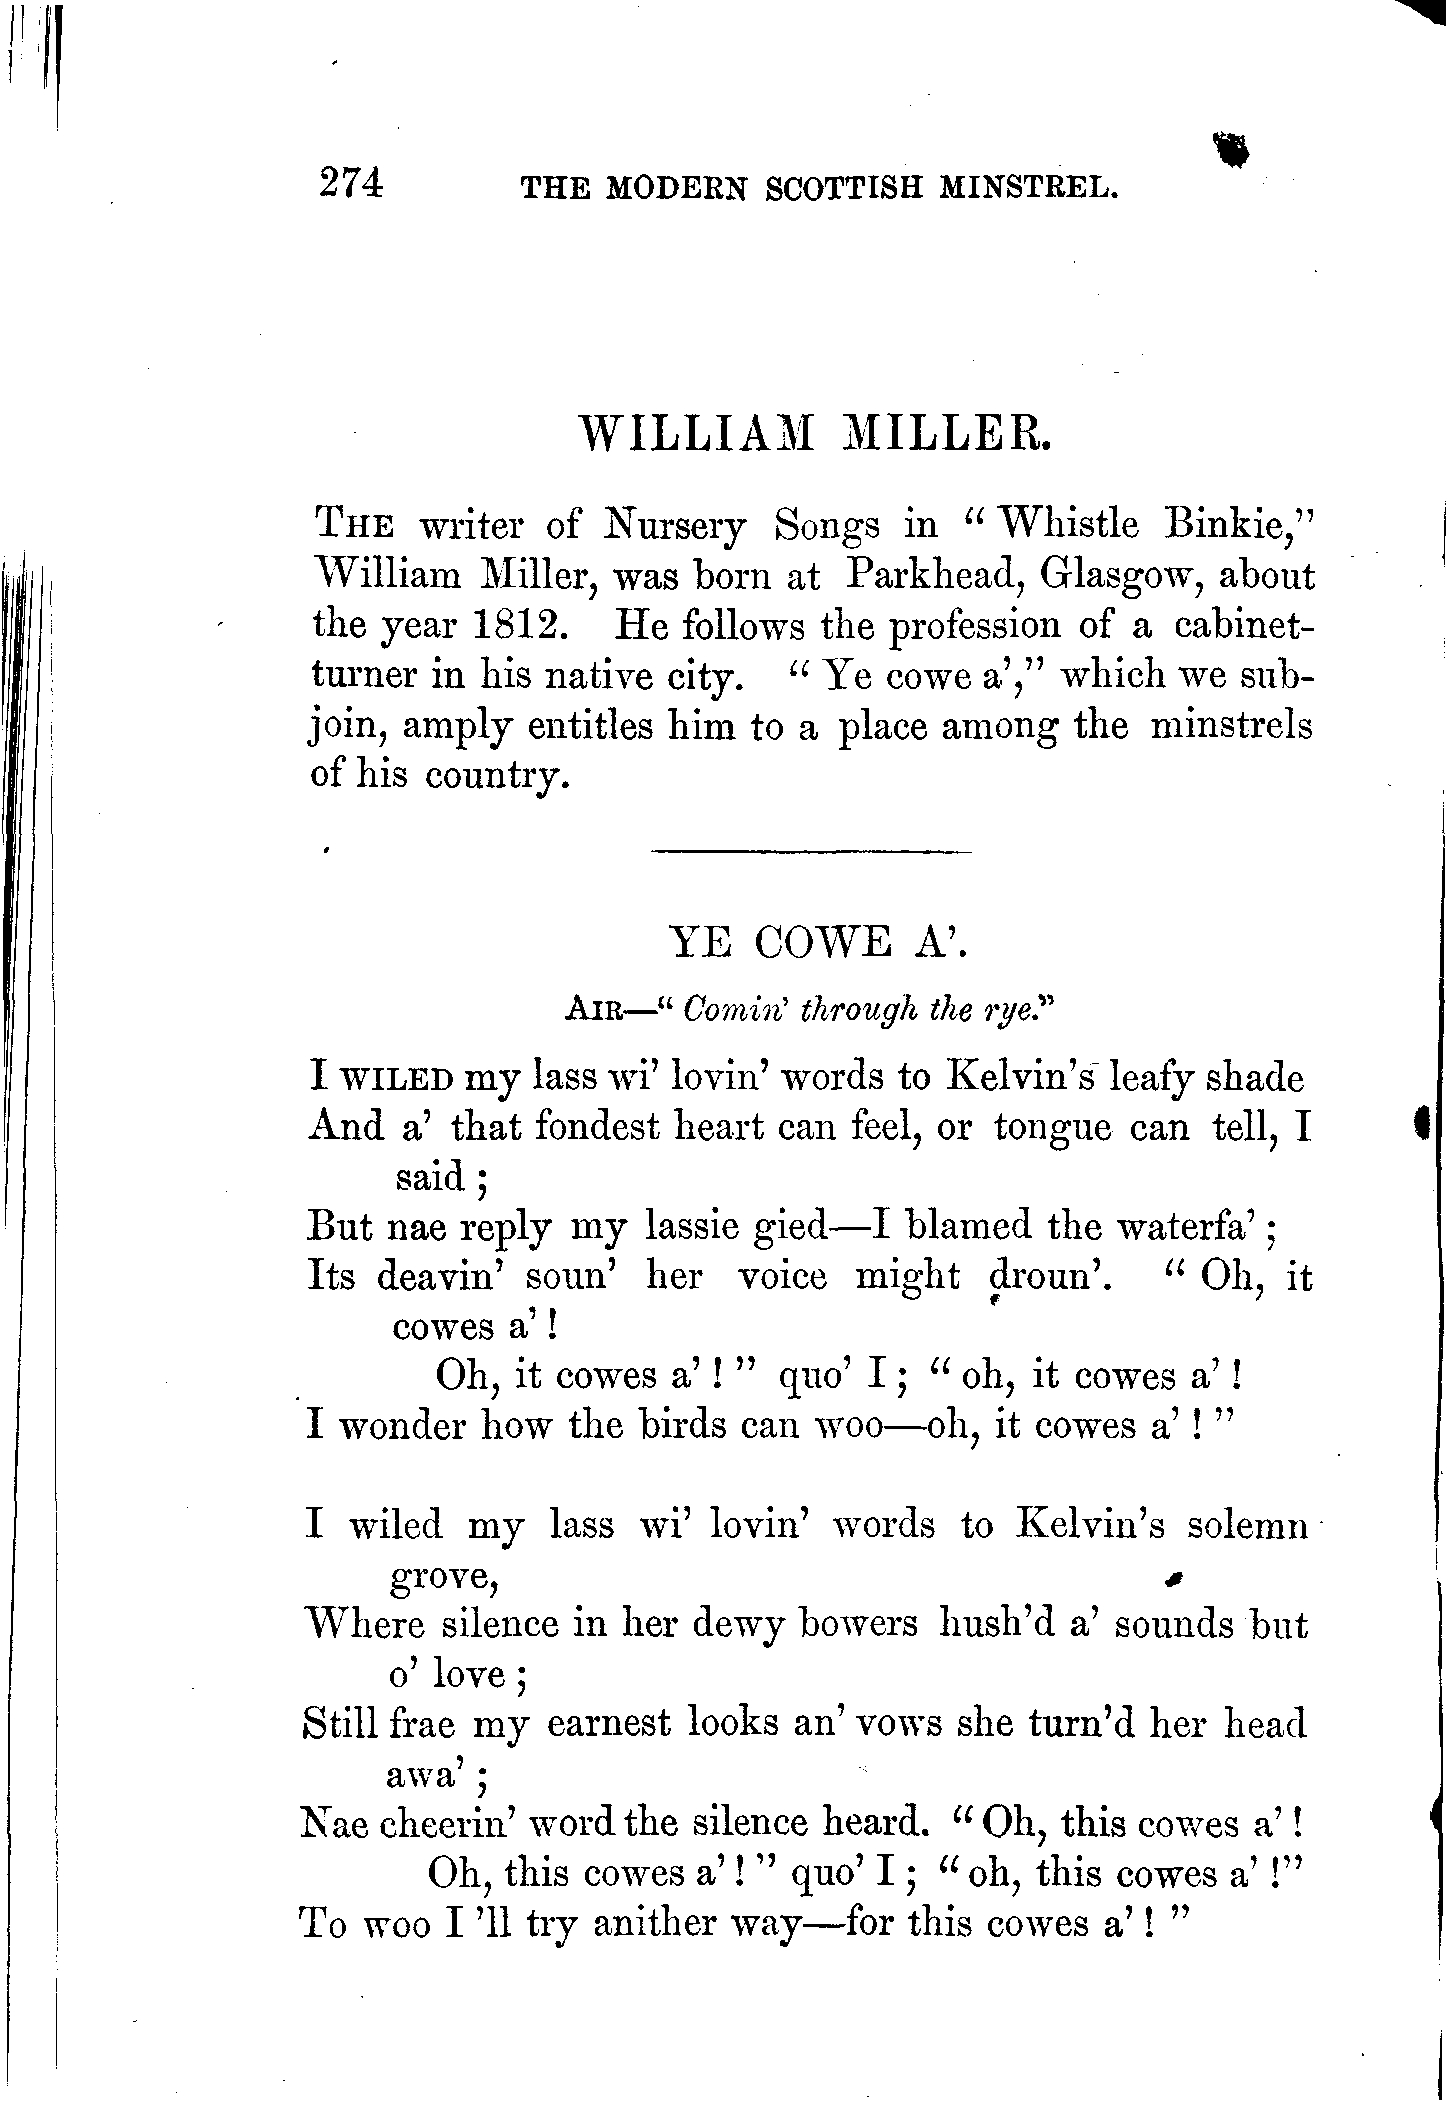 274 THE MODERN SCOTTISH MINSTREL.
WILLIAM MILLER.
THE writer of Nursery Songs in “ Whistle Binkie,”
William Miller, was born at Parkhead, Glasgow, about
the year 1812. He follows the profession of a cabinet-
turner in his native city. “ Ye cowe a’,” which we sub-
join, amply entitles him to a place among the minstrels
of his country.
YE COWE A’.
AIR—“ Comin’ through the rye.”
I WILED my lass wi’ lovin’ words to Kelvin’s leafy shade
And a’ that fondest heart can feel, or tongue can tell, I
said ;
But nae reply my lassie gied—I blamed the waterfa’ ;
Its deavin’ soun’ her voice might droun’. “ Oh, it
cowes a’ !
Oh, it cowes a’ ! ” quo’ I ; “ oh, it cowes a’ !
I wonder how the birds can woo—oh, it cowes a’ ! ”
I wiled my lass wi’ lovin’ words to Kelvin’s solemn
grove,
Where silence in her dewy bowers hush’d a’ sounds but
o’ love ;
Still frae my earnest looks an’ vows she turn’d her head
awa’ ;
Nae cheerin’ word the silence heard. “ Oh, this cowes a’ !
Oh, this cowes a’ ! ” quo’ I ; “ oh, this cowes a’ !”
To woo I ’ll try anither way—for this cowes a’ ! ”